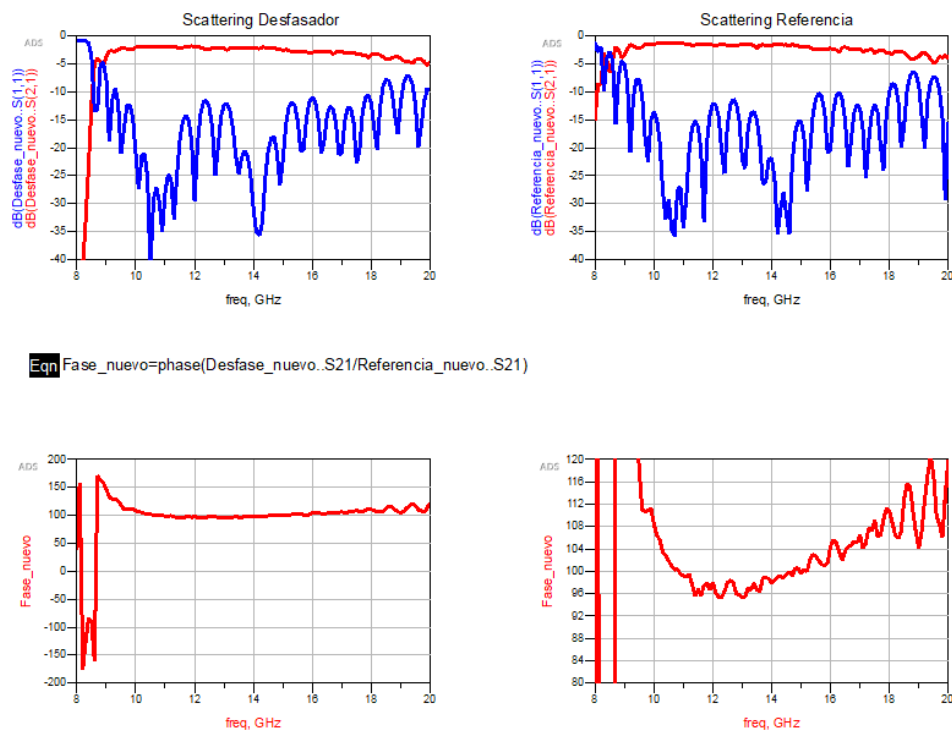 Scattering Desfasador
ADS
0
-5
-10
-15
-20
-25
-30
-35
-40
dB(Desfase_nuevo..S(1,1))
dB(Desfase_nuevo..S(2,1))
8 10 12 14 16 18 20
freq, GHz
Scattering Referencia
ADS
0
-5
-10
-15
-20
-25
-30
-35
-40
dB(Referencia_nuevo..S(1,1))
dB(Referencia_nuevo..S(2,1))
8 10 12 14 16 18 20
freq, GHz
Eqn Fase_nuevo=phase(Desfase_nuevo..S21/Referencia_nuevo..S21)
ADS
200
150
100
50
0
-50
-100
-150
-200
Fase_nuevo
8 10 12 14 16 18 20
freq, GHz
ADS
120
116
112
108
104
100
96
92
88
84
80
Fase_nuevo
8 10 12 14 16 18 20
freq, GHz